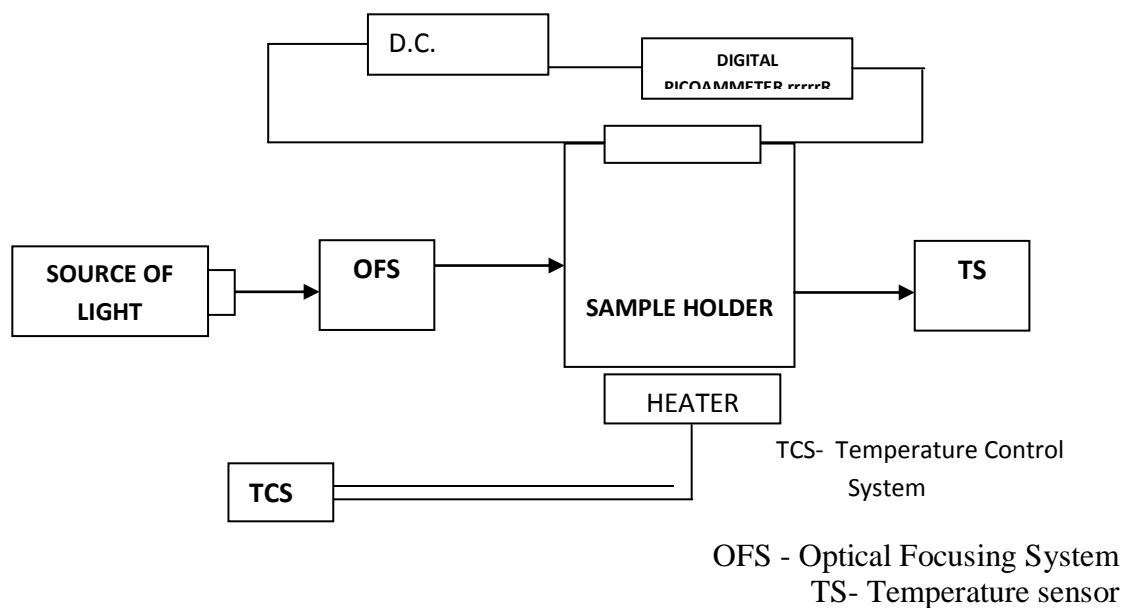 D.C.
DIGITAL
PICOAMMETER rrrrrR
SOURCE OF
LIGHT
OFS
SAMPLE HOLDER
TS
HEATER
TCS
TCS- Temperature Control
System
OFS - Optical Focusing System
TS- Temperature sensor